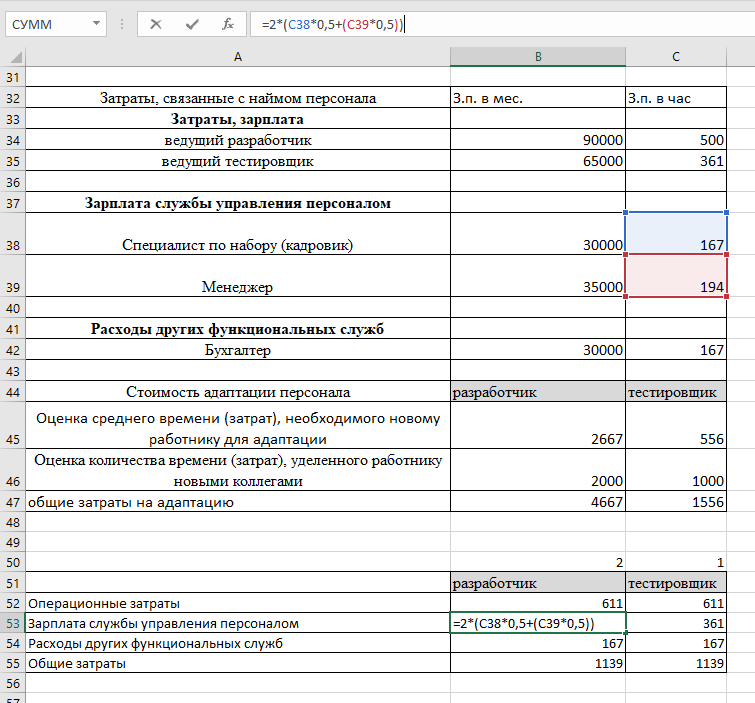 СУММ =2*(C38*0,5+(C39*0,5))
A B C
31
32 Затраты, связанные с наймом персонала З.п. в мес. З.п. в час
33 Затраты, зарплата
34 ведущий разработчик 90000 500
35 ведущий тестировщик 65000 361
36
37 Зарплата службы управления персоналом
38 Специалист по набору (кадровик) 30000 167
39 Менеджер 35000 194
40
41 Расходы других функциональных служб
42 Бухгалтер 30000 167
43
44 Стоимость адаптации персонала разработчик тестировщик
Оценка среднего времени (затрат), необходимого новому
45 работнику для адаптации 2667 556
Оценка количества времени (затрат), уделенного работнику
46 новыми коллегами 2000 1000
47 общие затраты на адаптацию 4667 1556
48
49
50 2 1
51 разработчик тестировщик
52 Операционные затраты 611 611
53 Зарплата службы управления персоналом =2*(C38*0,5+(C39*0,5)) 361
54 Расходы других функциональных служб 167 167
55 Общие затраты 1139 1139
56
57